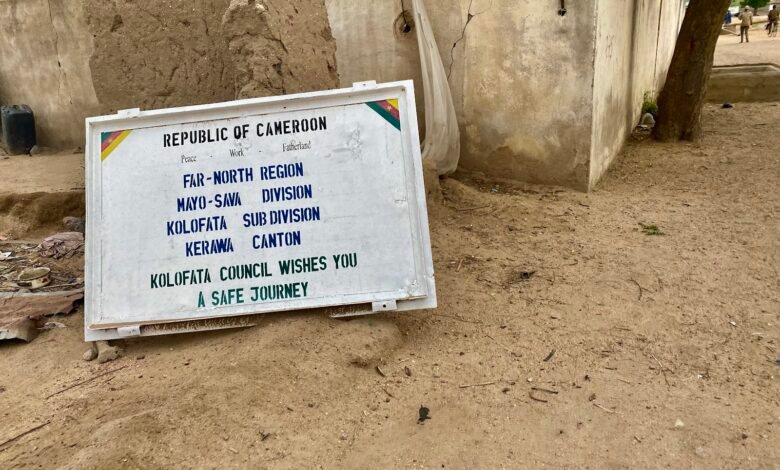 REPUBLIC OF CAMEROON
Peace - Work - Fatherland
FAR-NORTH REGION
MAYO-SAVA DIVISION
KOLOFATA SUB DIVISION
KERAWA CANTON
KOLOFATA COUNCIL WISHES YOU
A SAFE JOURNEY